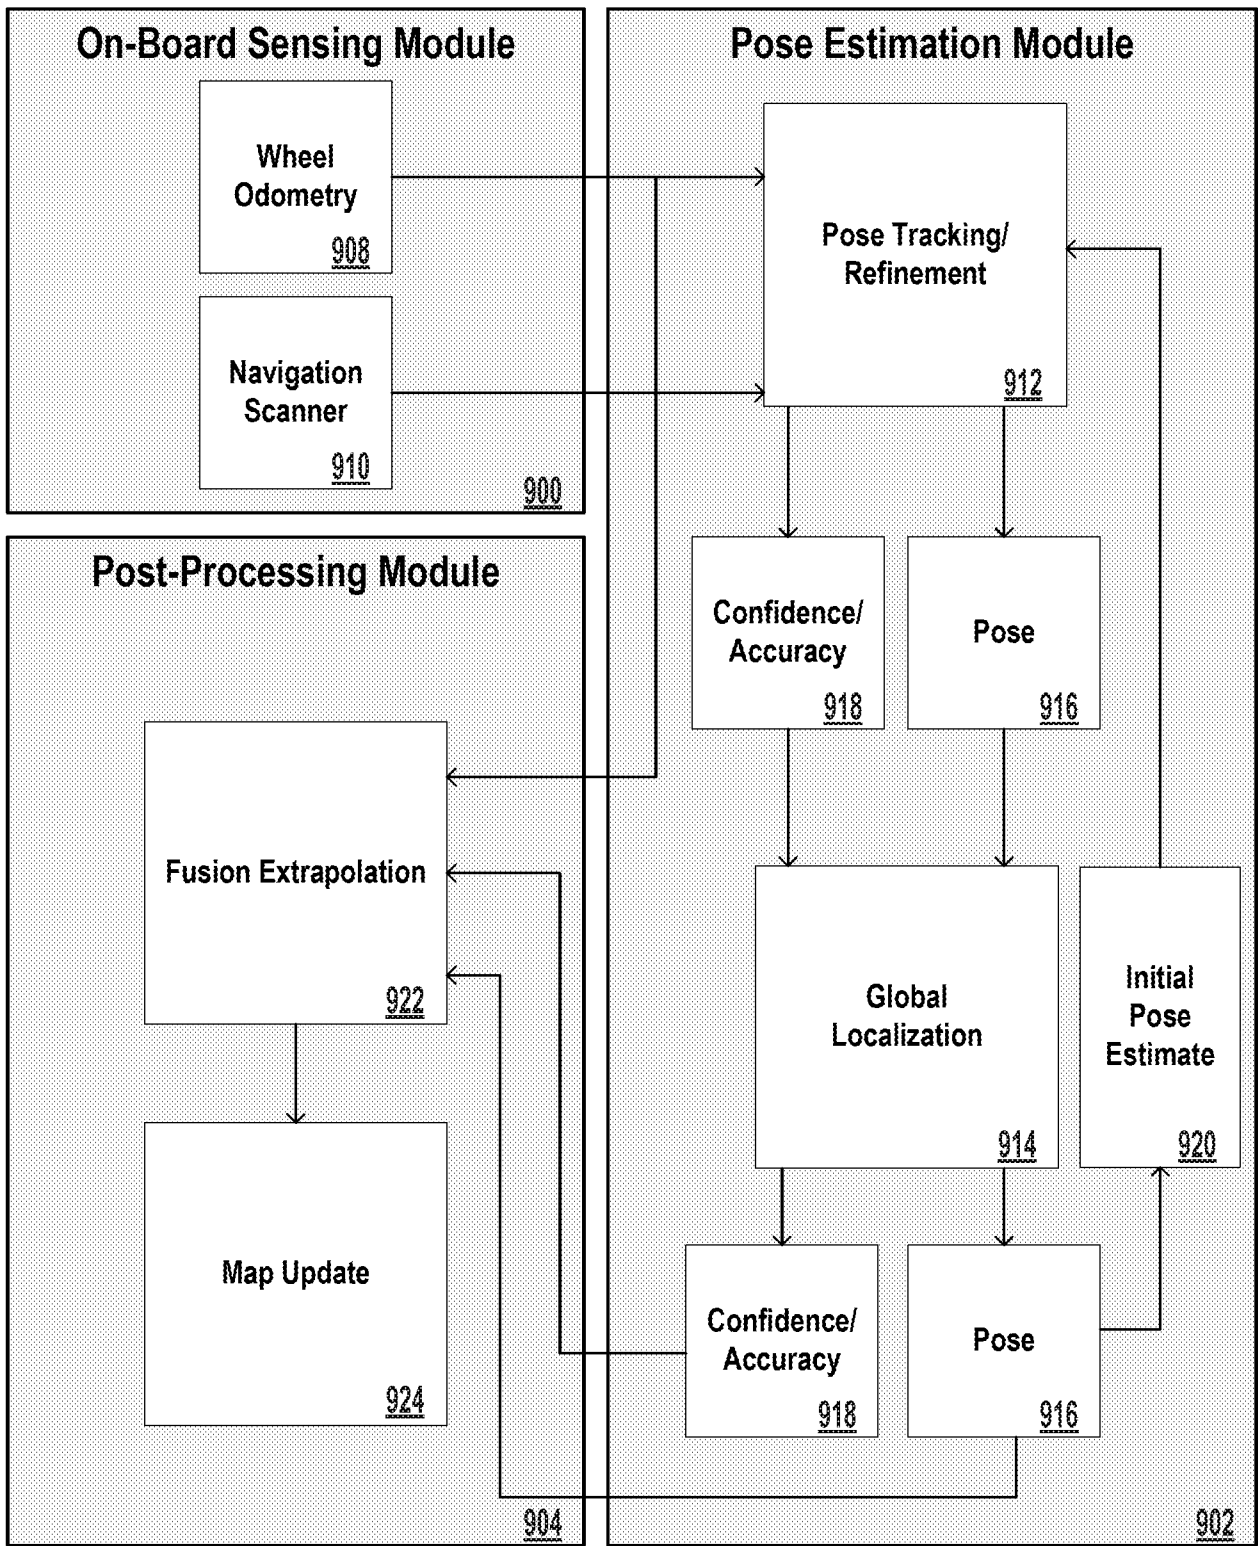 On-Board Sensing Module
Wheel
Odometry
908
Navigation
Scanner
910
900
Pose Estimation Module
Pose Tracking/
Refinement
912
Confidence/
Accuracy
918
Pose
916
Global
Localization
914
Initial
Pose
Estimate
920
Confidence/
Accuracy
918
Pose
916
902
Post-Processing Module
Fusion Extrapolation
922
Map Update
924
904